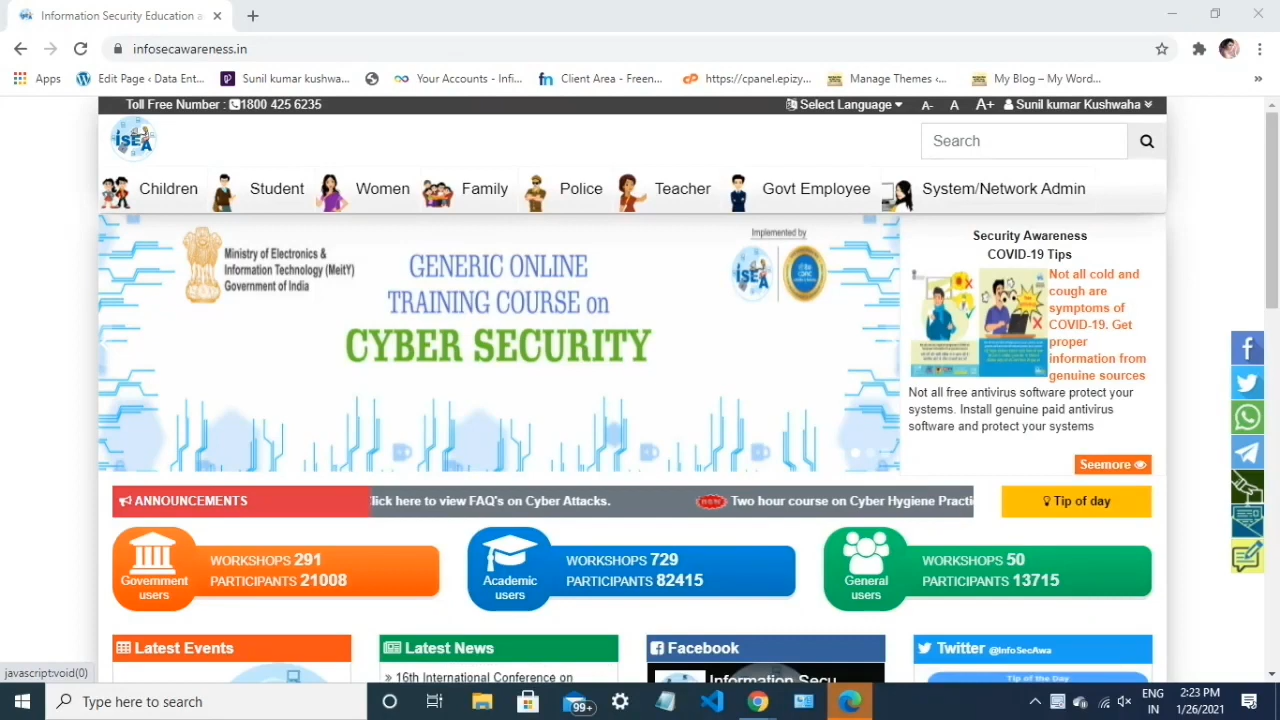 Information Security Education a
infosecawareness.in
Apps
Edit Page ‹ Data Ent...
Sunil kumar kushwa...
Your Accounts - Infi...
Client Area - Freen...
https://cpanel.epizy...
Manage Themes ‹...
My Blog – My Word...
»
Toll Free Number : 1800 425 6235
Select Language
A- A A+
Sunil kumar Kushwaha
ISEA
Search
Children
Student
Women
Family
Police
Teacher
Govt Employee
System/Network Admin
Ministry of Electronics &
Information Technology (MeitY)
Government of India
GENERIC ONLINE
TRAINING COURSE on
CYBER SECURITY
Implemented by
ISEA
Security Awareness
COVID-19 Tips
Not all cold and
cough are
symptoms of
COVID-19. Get
proper
information from
genuine sources
Not all free antivirus software protect your
systems. Install genuine paid antivirus
software and protect your systems
Seemore
ANNOUNCEMENTS
lick here to view FAQ's on Cyber Attacks.
NEW
Two hour course on Cyber Hygiene Practi
Tip of day
Government
users
WORKSHOPS 291
PARTICIPANTS 21008
Academic
users
WORKSHOPS 729
PARTICIPANTS 82415
General
users
WORKSHOPS 50
PARTICIPANTS 13715
Latest Events
Latest News
Facebook
Twitter @InfoSecAwa
» 16th International Conference on
Information Secu
Tip of the Day
javascript:void(0)
Type here to search
99+
ENG
IN
2:23 PM
1/26/2021